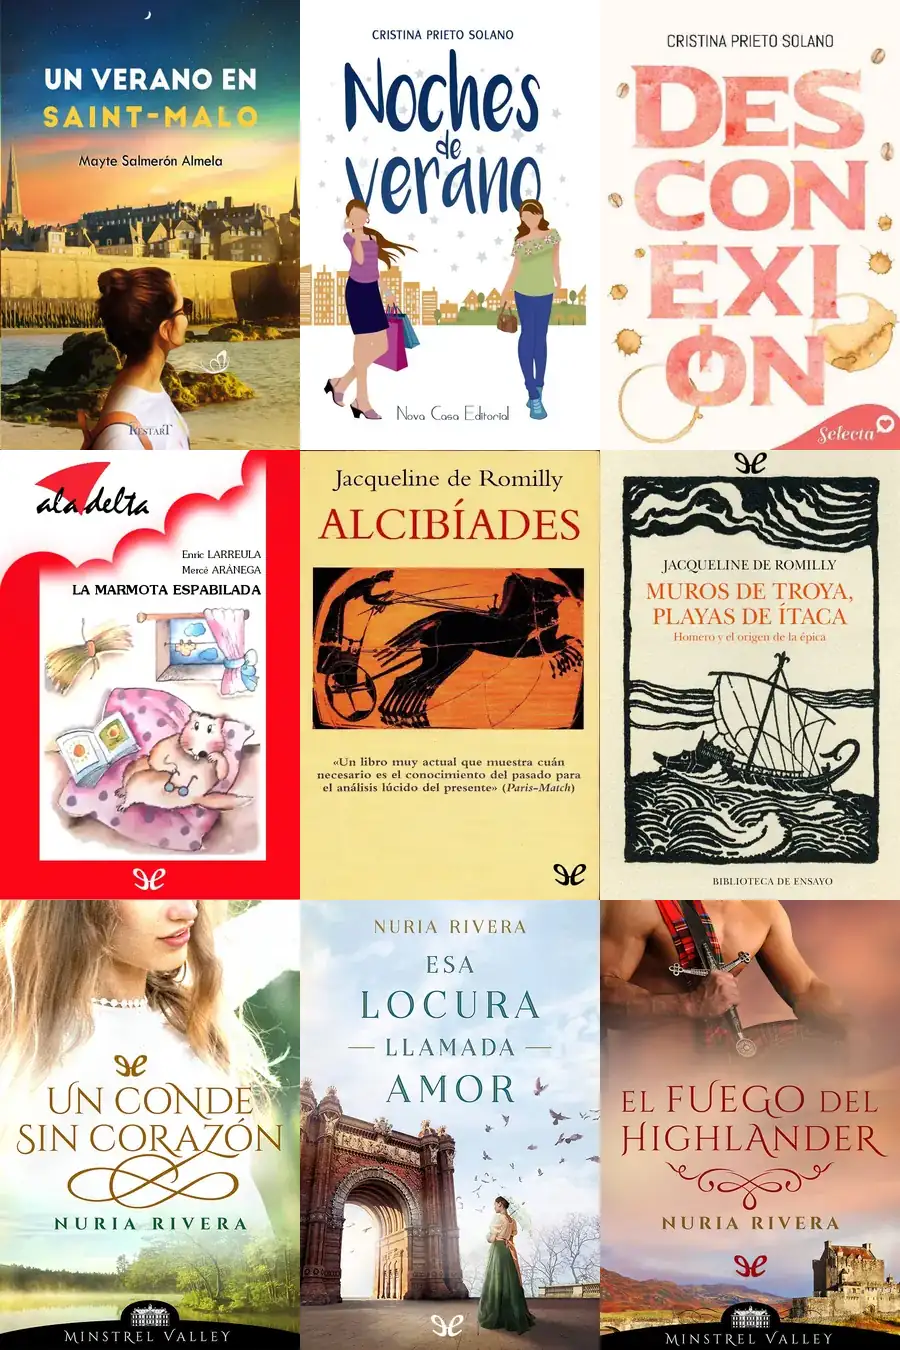 UN VERANO EN
SAINT-MALO
Mayte Salmerón Almela
RESTART
CRISTINA PRIETO SOLANO
Noches
de
verano
Nova Casa Editorial
CRISTINA PRIETO SOLANO
DES
CON
EXI
ÓN
Selecta
ala delta
Enric LARREULA
Mercé ARÁNEGA
LA MARMOTA ESPABILADA
Jacqueline de Romilly
ALCIBÍADES
«Un libro muy actual que muestra cuán
necesario es el conocimiento del pasado para
el análisis lúcido del presente» (Paris-Match)
JACQUELINE DE ROMILLY
MUROS DE TROYA,
PLAYAS DE ÍTACA
Homero y el origen de la épica
BIBLIOTECA DE ENSAYO
UN CONDE
SIN CORAZÓN
NURIA RIVERA
MINSTREL VALLEY
NURIA RIVERA
ESA
LOCURA
LLAMADA
AMOR
EL FUEGO DEL
HIGHLANDER
NURIA RIVERA
MINSTREL VALLEY